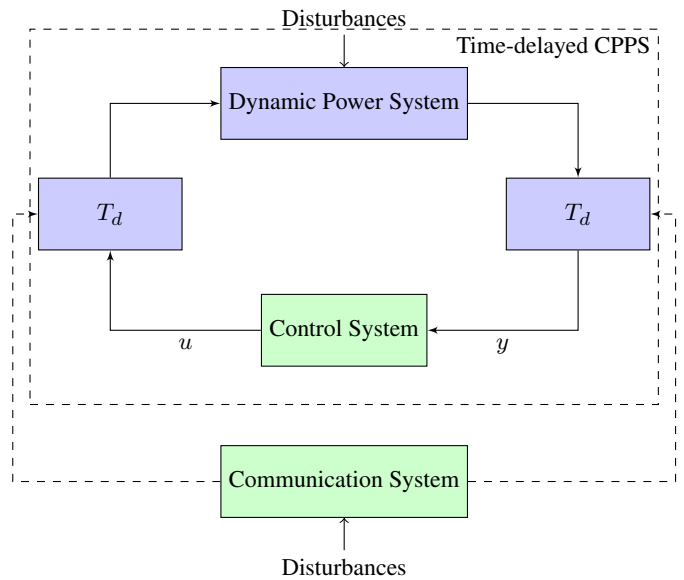 Disturbances
Time-delayed CPPS
Dynamic Power System
T_d
T_d
Control System
u
y
Communication System
Disturbances